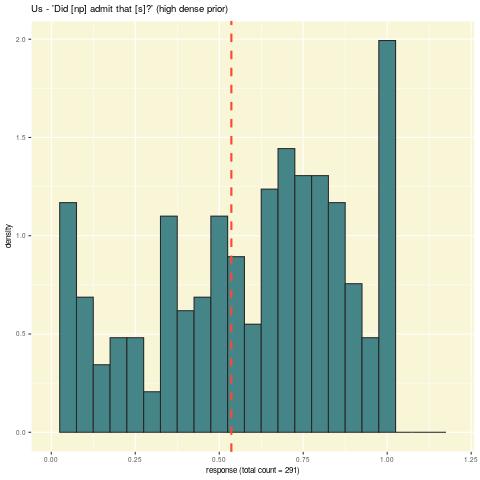 Us - 'Did [np] admit that [s]?' (high dense prior)
density
2.0
1.5
1.0
0.5
0.0
0.00 0.25 0.50 0.75 1.00 1.25
response (total count = 291)